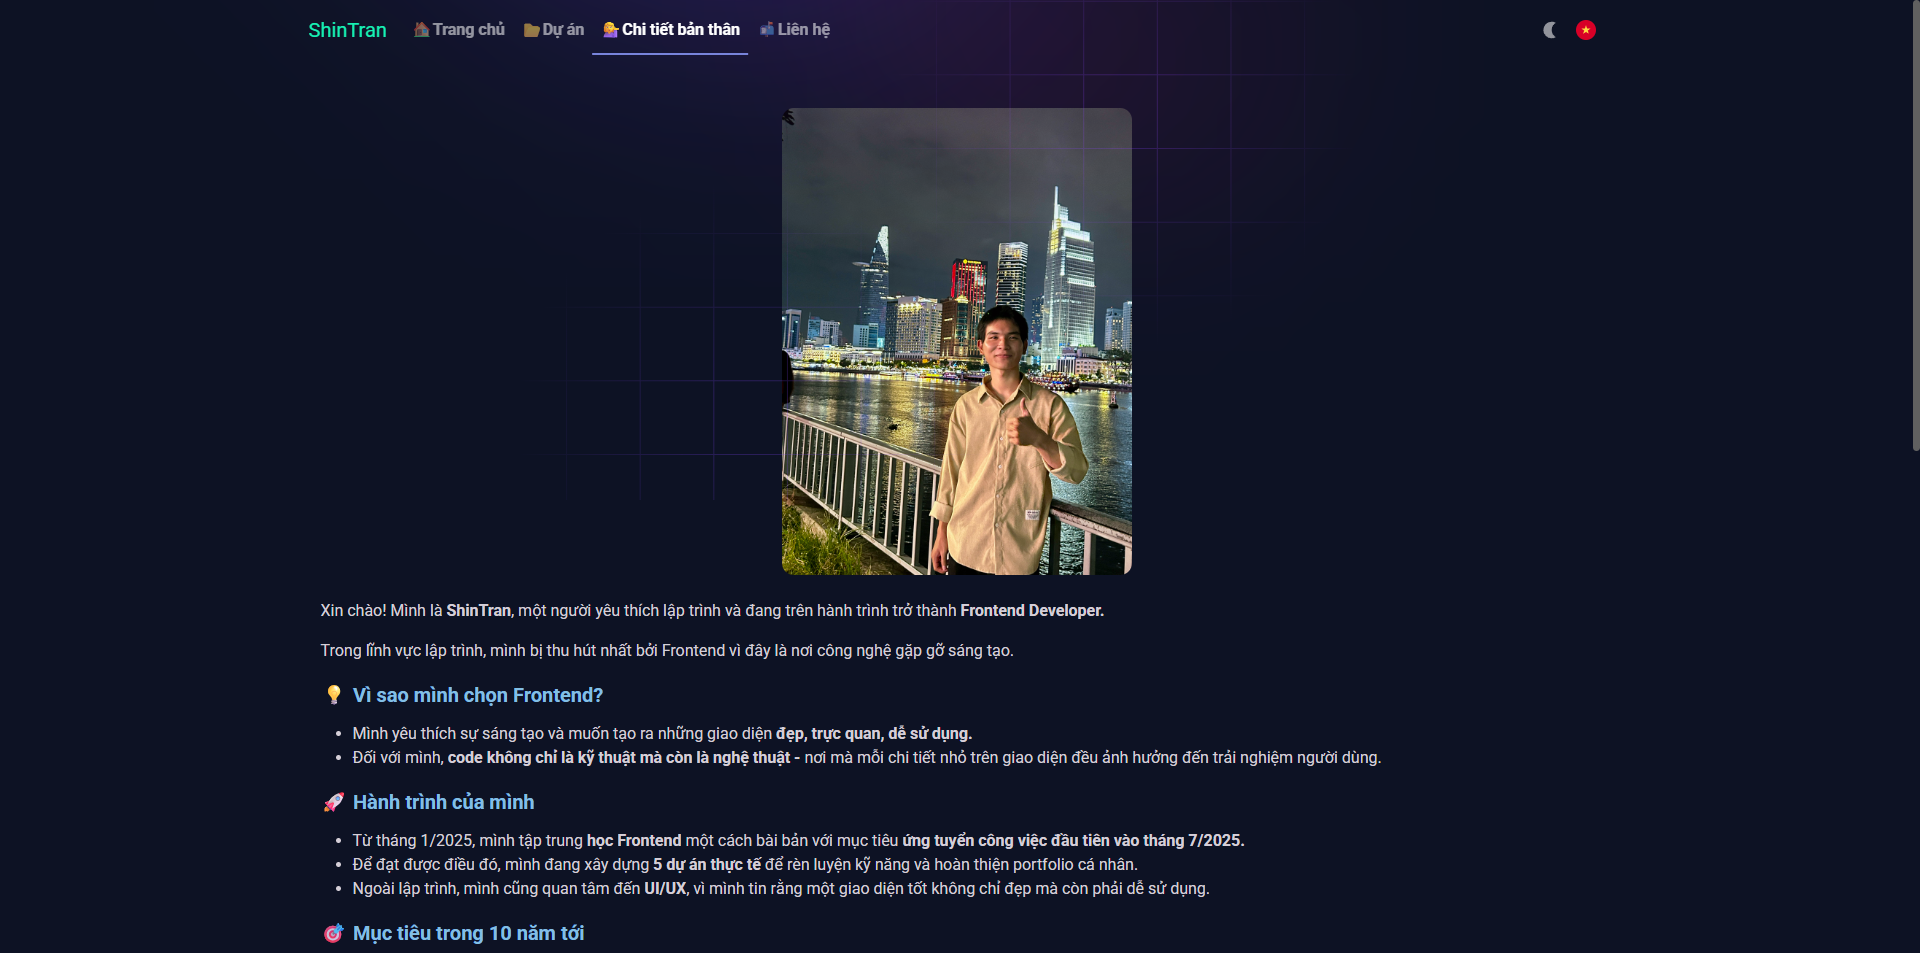 ShinTran
Trang chủ
Dự án
Chi tiết bản thân
Liên hệ
Xin chào! Mình là ShinTran, một người yêu thích lập trình và đang trên hành trình trở thành Frontend Developer.
Trong lĩnh vực lập trình, mình bị thu hút nhất bởi Frontend vì đây là nơi công nghệ gặp gỡ sáng tạo.
Vì sao mình chọn Frontend?
Mình yêu thích sự sáng tạo và muốn tạo ra những giao diện đẹp, trực quan, dễ sử dụng.
Đối với mình, code không chỉ là kỹ thuật mà còn là nghệ thuật - nơi mà mỗi chi tiết nhỏ trên giao diện đều ảnh hưởng đến trải nghiệm người dùng.
Hành trình của mình
Từ tháng 1/2025, mình tập trung học Frontend một cách bài bản với mục tiêu ứng tuyển công việc đầu tiên vào tháng 7/2025.
Để đạt được điều đó, mình đang xây dựng 5 dự án thực tế để rèn luyện kỹ năng và hoàn thiện portfolio cá nhân.
Ngoài lập trình, mình cũng quan tâm đến UI/UX, vì mình tin rằng một giao diện tốt không chỉ đẹp mà còn phải dễ sử dụng.
Mục tiêu trong 10 năm tới